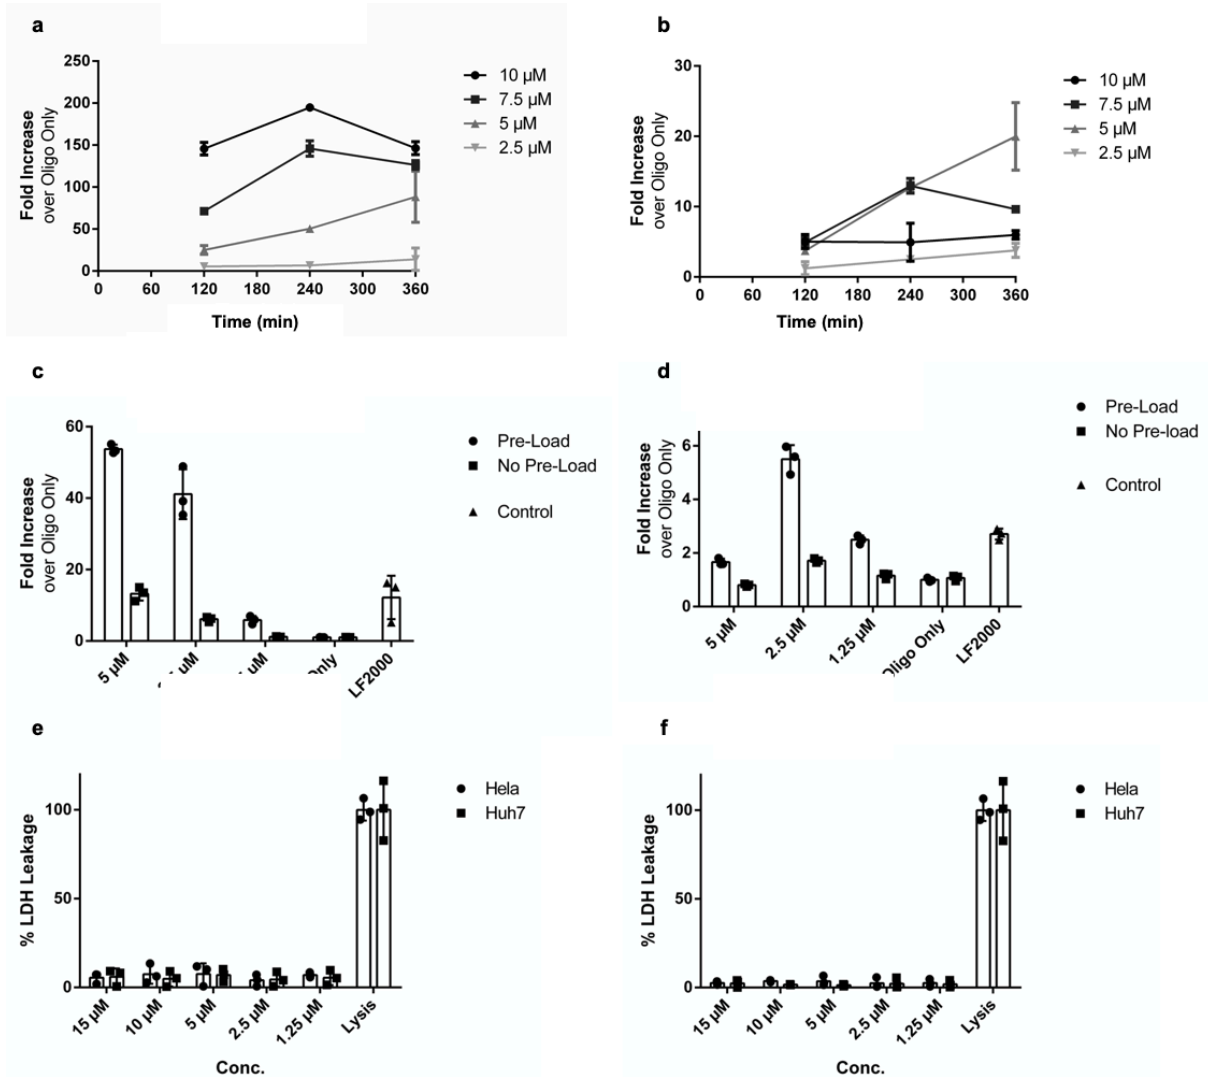 a
250
200
150
100
50
0
Fold Increase
over Oligo Only
0 60 120 180 240 300 360
Time (min)
10 µM
7.5 µM
5 µM
2.5 µM
b
30
20
10
0
Fold Increase
over Oligo Only
0 60 120 180 240 300 360
Time (min)
10 µM
7.5 µM
5 µM
2.5 µM
c
60
40
20
0
Fold Increase
over Oligo Only
5 µM
uM
uM
LF2000
Pre-Load
No Pre-Load
Control
d
6
4
2
0
Fold Increase
over Oligo Only
5 µM
2.5 µM
1.25 µM
Oligo Only
LF2000
Pre-Load
No Pre-load
Control
e
100
50
0
% LDH Leakage
15 µM
10 µM
5 µM
2.5 µM
1.25 µM
Lysis
Conc.
Hela
Huh7
f
100
50
0
% LDH Leakage
15 µM
10 µM
5 µM
2.5 µM
1.25 µM
Lysis
Conc.
Hela
Huh7